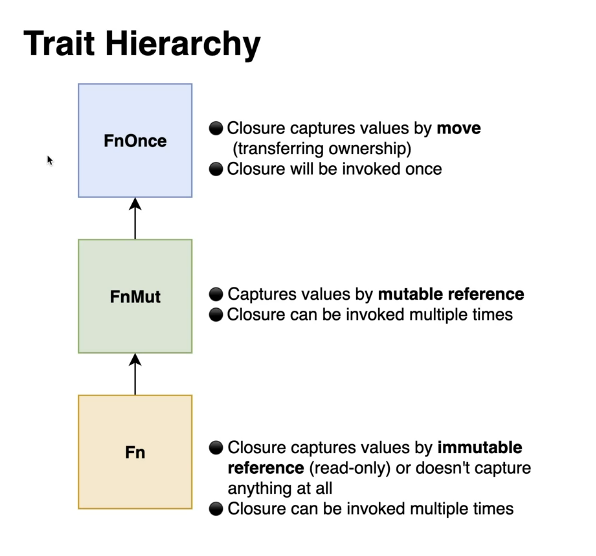 Trait Hierarchy
FnOnce
● Closure captures values by move
(transferring ownership)
● Closure will be invoked once
FnMut
● Captures values by mutable reference
● Closure can be invoked multiple times
Fn
● Closure captures values by immutable
reference (read-only) or doesn't capture
anything at all
● Closure can be invoked multiple times